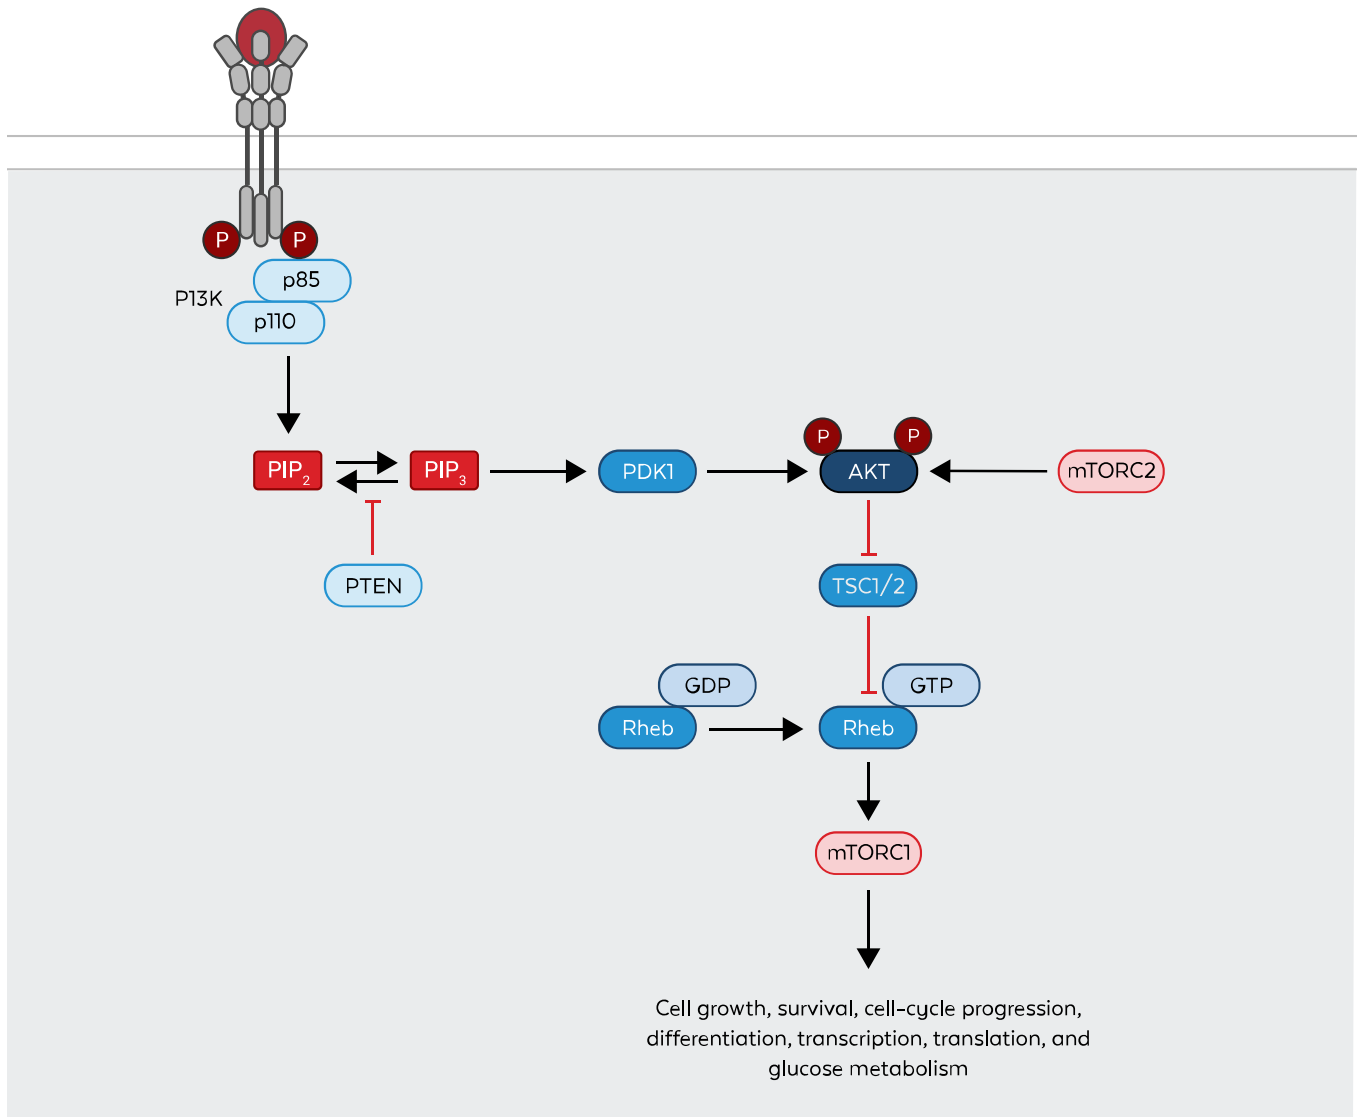 P
P
p85
P13K
p110
PIP2
PIP3
PDK1
P
P
AKT
mTORC2
PTEN
TSC1/2
GDP
GTP
Rheb
Rheb
mTORC1
Cell growth, survival, cell-cycle progression,
differentiation, transcription, translation, and
glucose metabolism